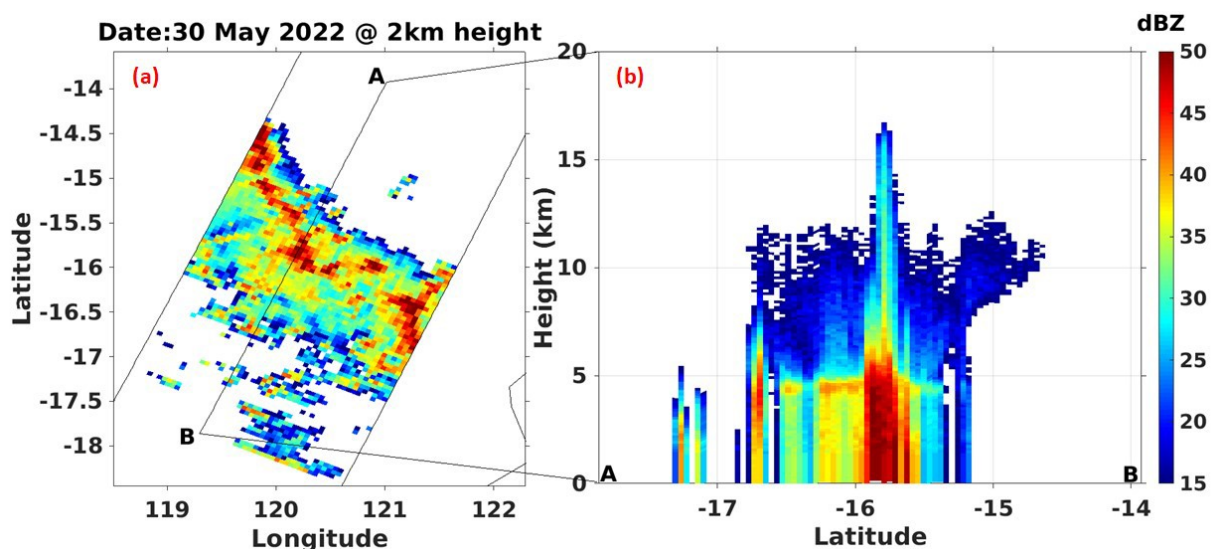 Date:30 May 2022 @ 2km height
dBZ
(a)
A
-14
-14.5
-15
-15.5
-16
-16.5
-17
-17.5
-18
Latitude
B
119
120
121
122
Longitude
(b)
20
15
10
5
0
Height (km)
A
B
-17
-16
-15
-14
Latitude
50
45
40
35
30
25
20
15